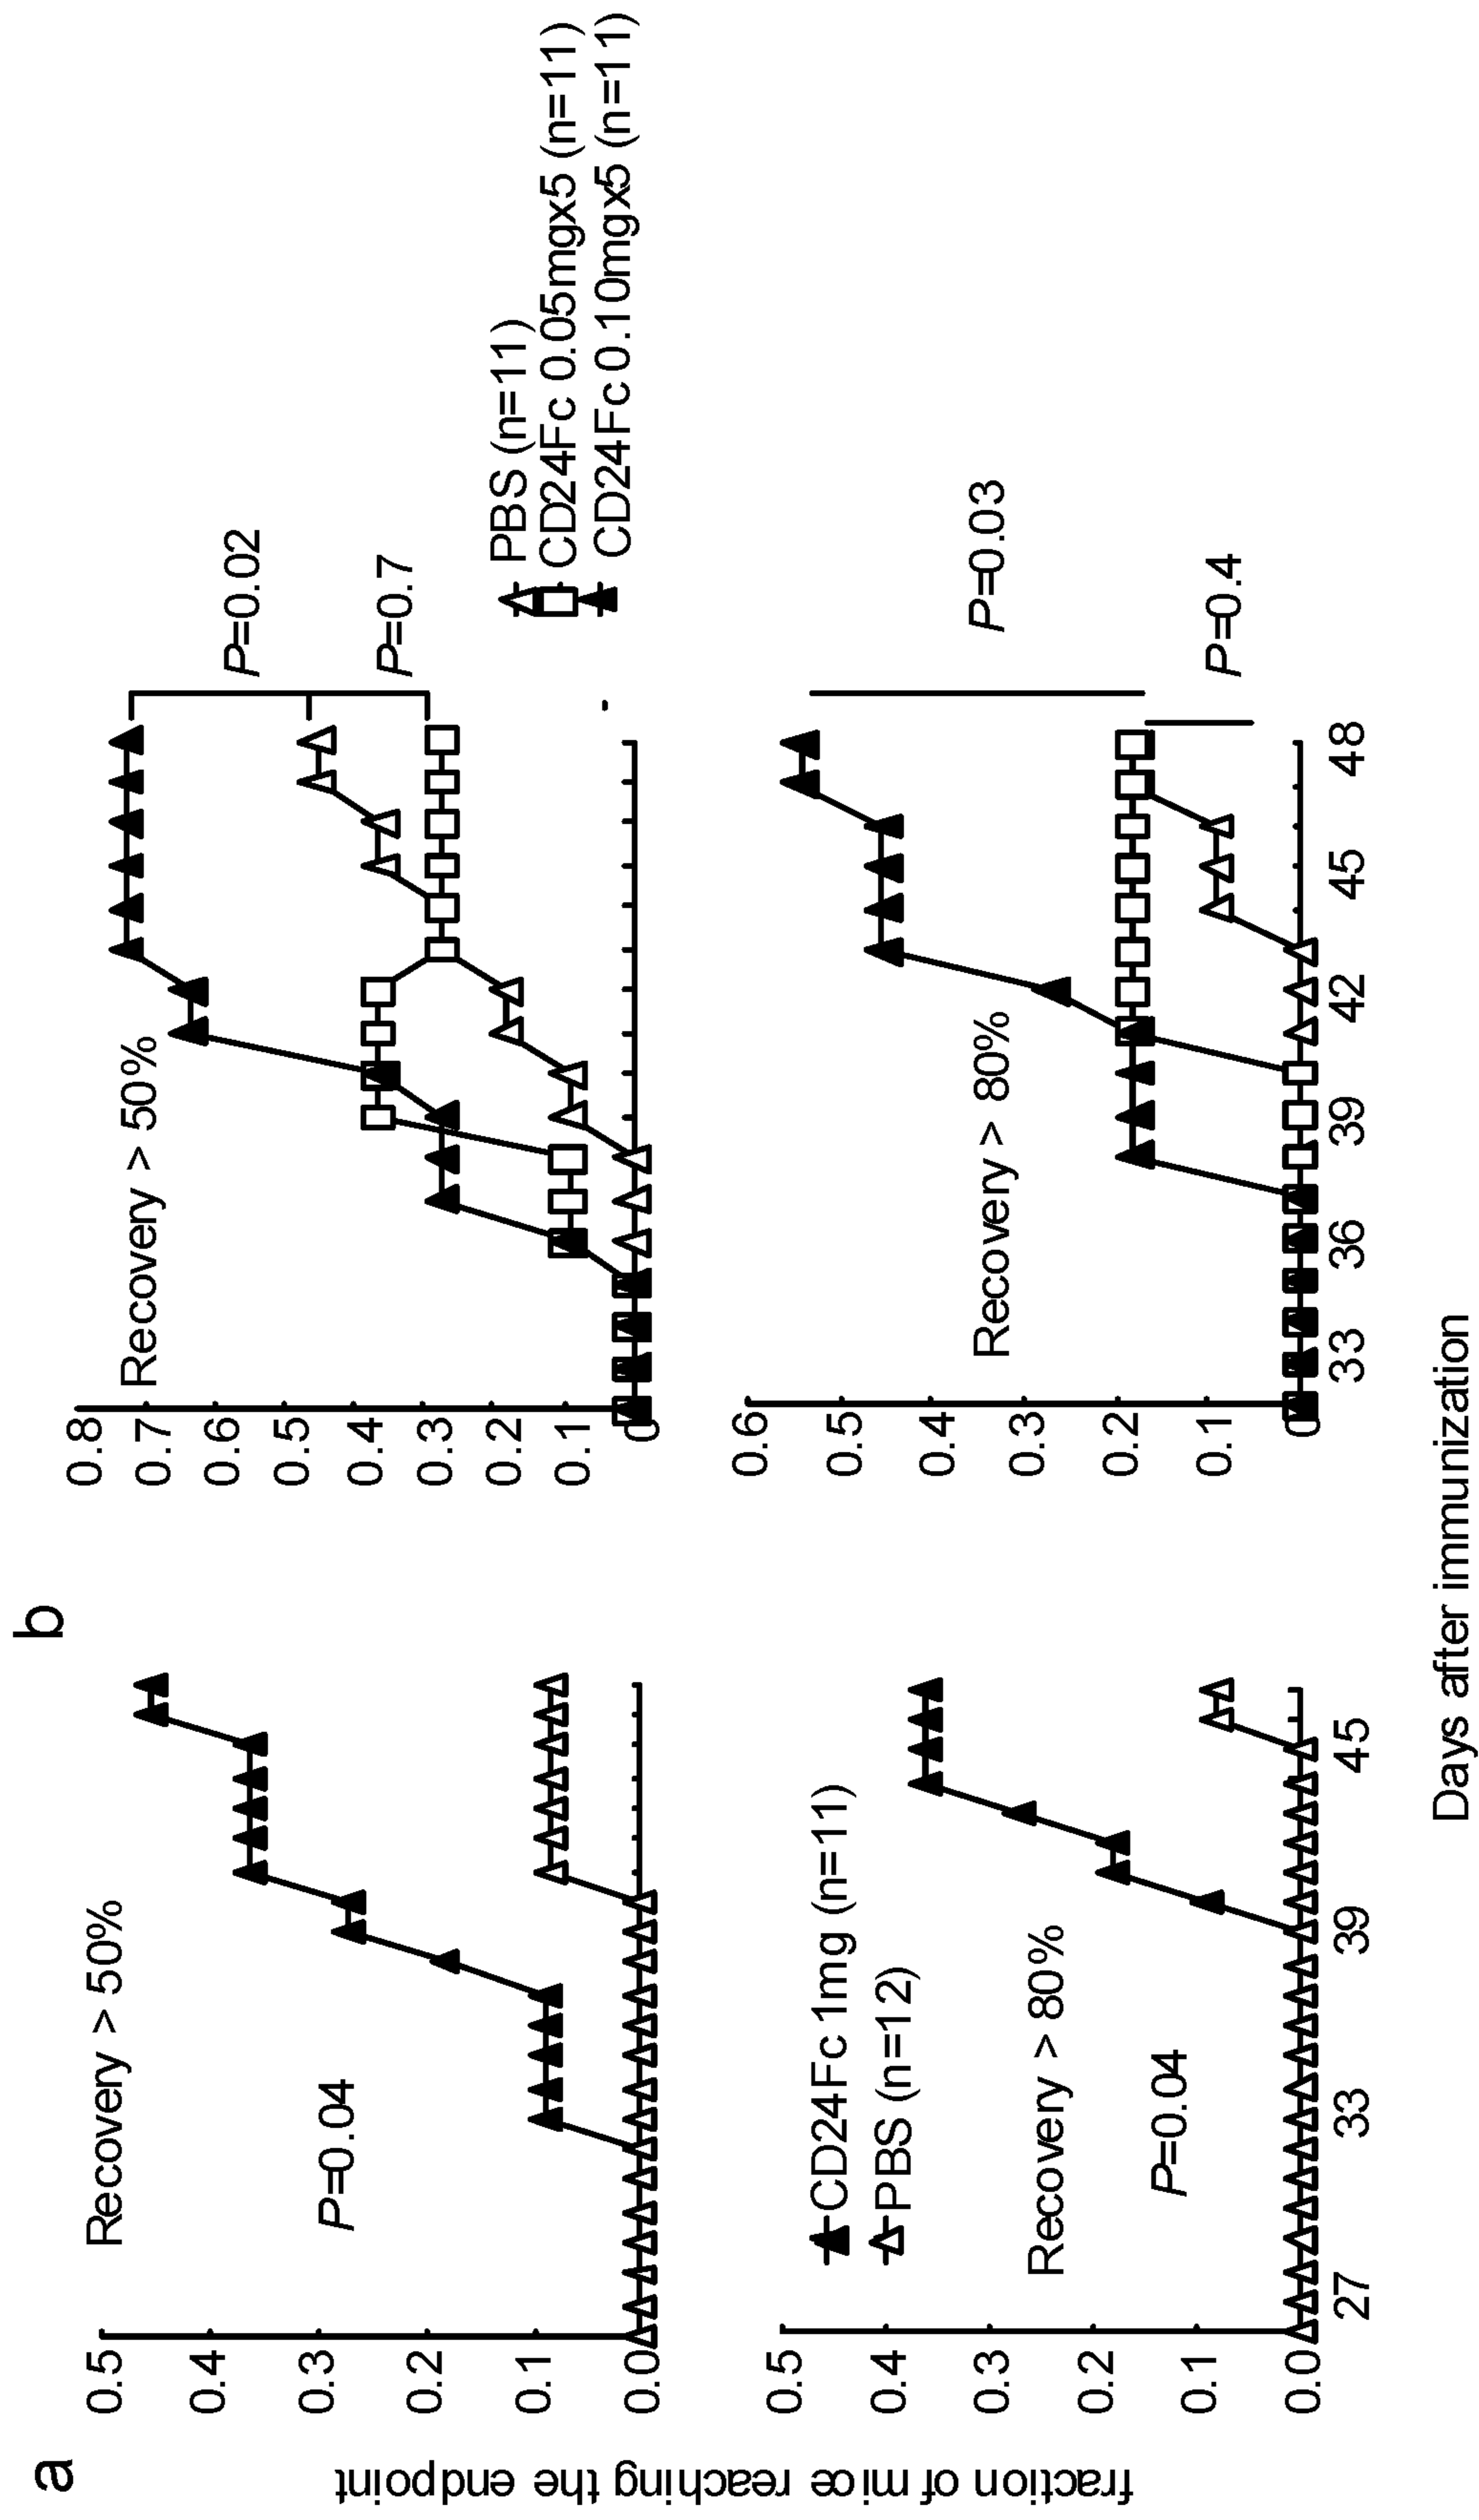 a
fraction of mice reaching the endpoint
0.5
0.4
0.3
0.2
0.1
0.0
Recovery > 50%
P=0.04
0.5
0.4
0.3
0.2
0.1
0.0
CD24Fc 1mg (n=11)
PBS (n=12)
Recovery > 80%
P=0.04
27 33 39 45
b
0.8
0.7
0.6
0.5
0.4
0.3
0.2
0.1
0
Recovery > 50%
P=0.02
P=0.7
PBS (n=11)
CD24Fc 0.05mgx5 (n=11)
CD24Fc 0.10mgx5 (n=11)
0.6
0.5
0.4
0.3
0.2
0.1
0
Recovery > 80%
P=0.03
P=0.4
33 36 39 42 45 48
Days after immunization